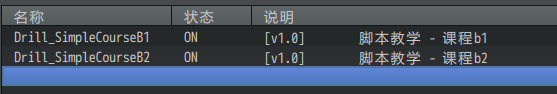 名称 状态 说明
Drill_SimpleCourseB1 ON [v1.0] 脚本教学 - 课程b1
Drill_SimpleCourseB2 ON [v1.0] 脚本教学 - 课程b2